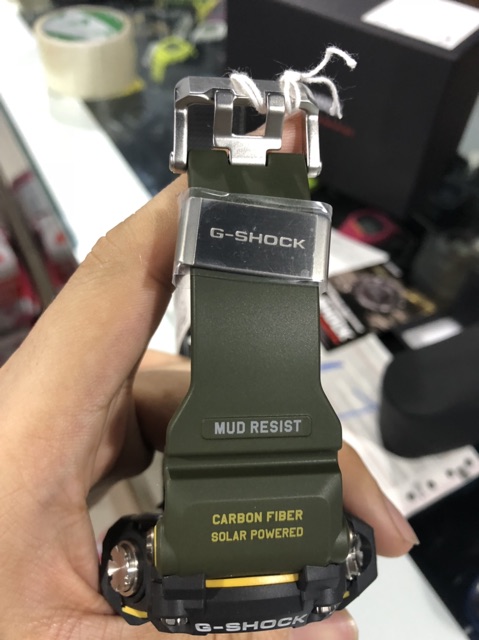 G-SHOCK
MUD RESIST
CARBON FIBER
SOLAR POWERED
G-SHOCK